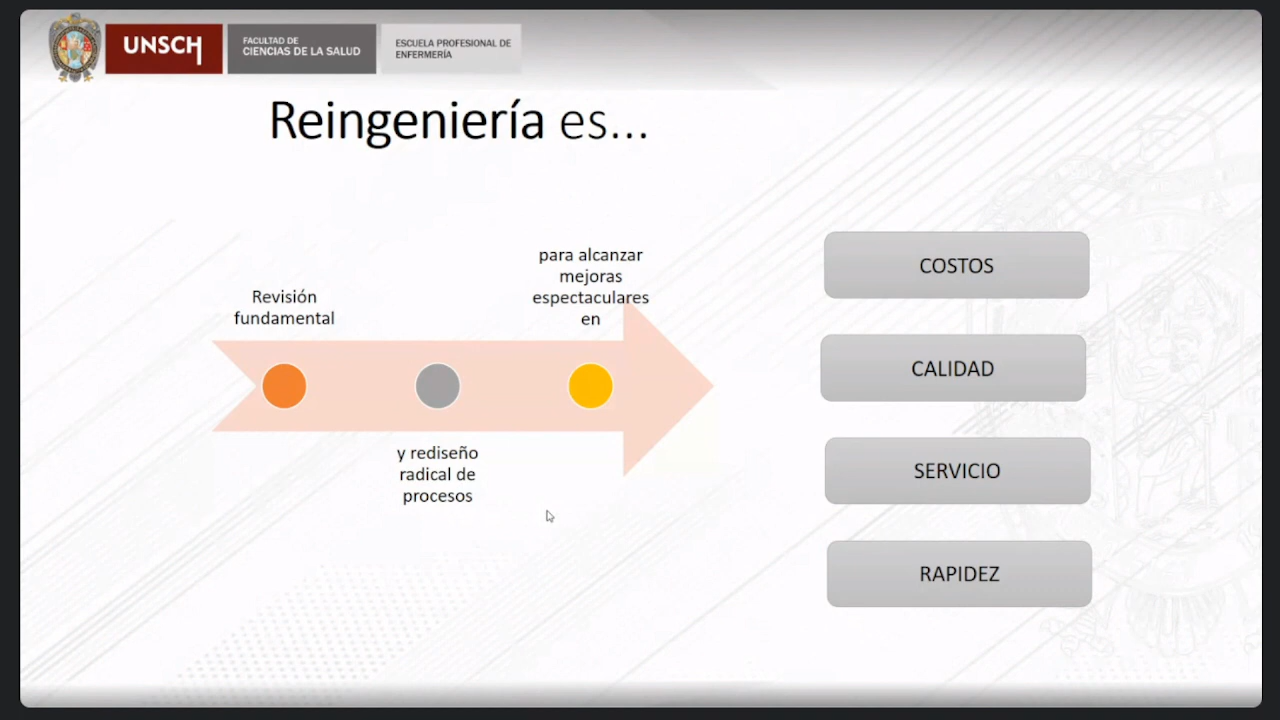 UNSCH
FACULTAD DE
CIENCIAS DE LA SALUD
ESCUELA PROFESIONAL DE
ENFERMERÍA
Reingeniería es...
Revisión
fundamental
y rediseño
radical de
procesos
para alcanzar
mejoras
espectaculares
en
COSTOS
CALIDAD
SERVICIO
RAPIDEZ